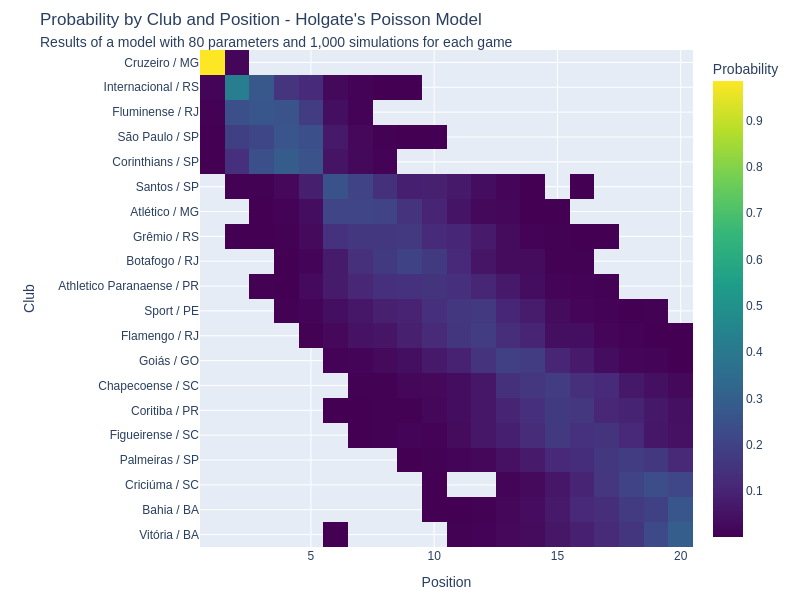 Probability by Club and Position - Holgate's Poisson Model
Results of a model with 80 parameters and 1,000 simulations for each game
Probability
Club
Cruzeiro / MG
Internacional / RS
Fluminense / RJ
São Paulo / SP
Corinthians / SP
Santos / SP
Atlético / MG
Grêmio / RS
Botafogo / RJ
Athletico Paranaense / PR
Sport / PE
Flamengo / RJ
Goiás / GO
Chapecoense / SC
Coritiba / PR
Figueirense / SC
Palmeiras / SP
Criciúma / SC
Bahia / BA
Vitória / BA
0.9
0.8
0.7
0.6
0.5
0.4
0.3
0.2
0.1
5
10
15
20
Position